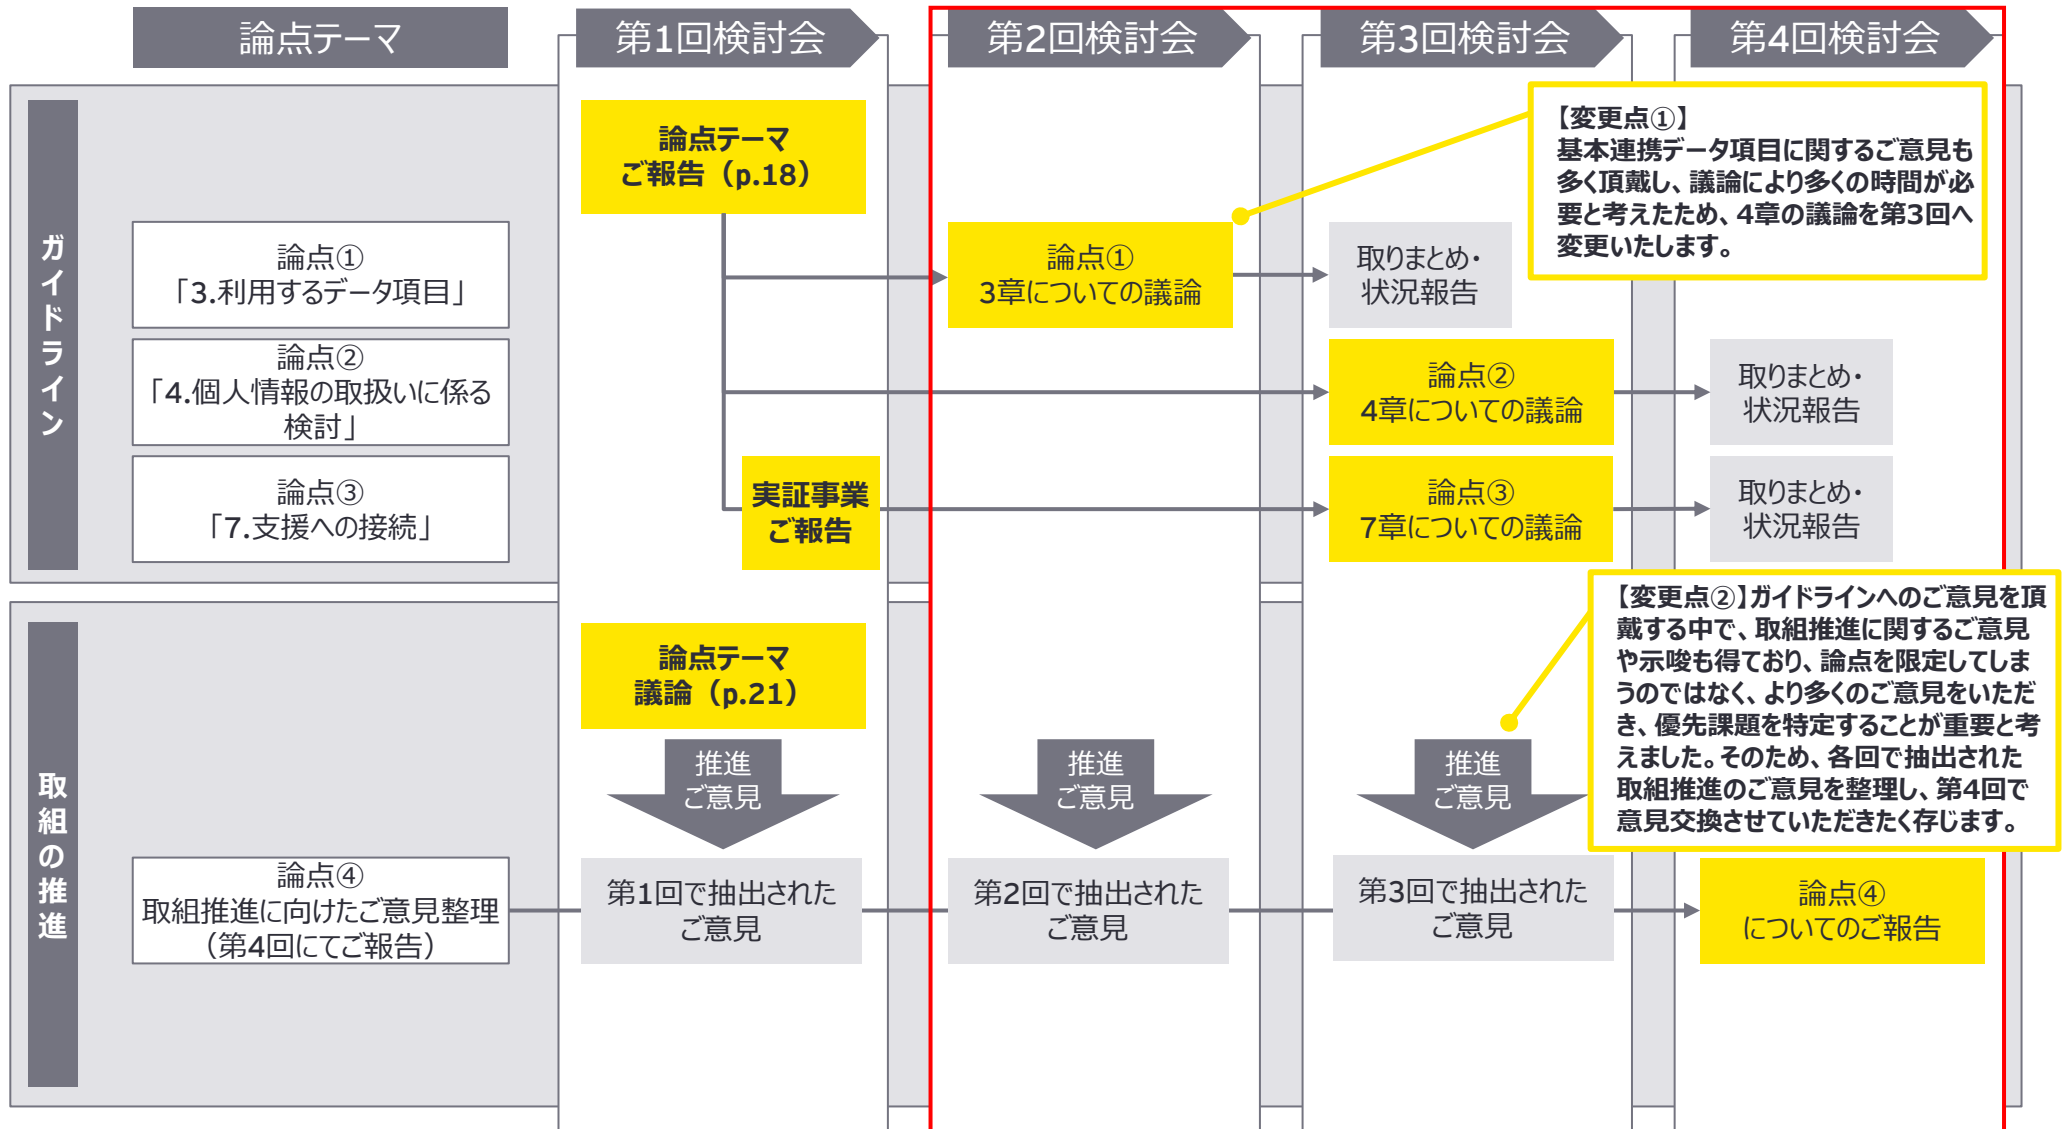 論点テーマ
第1回検討会
第2回検討会
第3回検討会
第4回検討会
ガイドライン
論点テーマ
ご報告（p.18）
【変更点①】
基本連携データ項目に関するご意見も
多く頂戴し、議論により多くの時間が必
要と考えたため、4章の議論を第3回へ
変更いたします。
論点①
「3.利用するデータ項目」
論点①
3章についての議論
取りまとめ・
状況報告
論点②
「4.個人情報の取扱いに係る
検討」
論点②
4章についての議論
取りまとめ・
状況報告
論点③
「7.支援への接続」
実証事業
ご報告
論点③
7章についての議論
取りまとめ・
状況報告
取組の推進
論点テーマ
議論（p.21）
【変更点②】ガイドラインへのご意見を頂
戴する中で、取組推進に関するご意見
や示唆も得ており、論点を限定してしま
うのではなく、より多くのご意見をいただ
き、優先課題を特定することが重要と考
えました。そのため、各回で抽出された
取組推進のご意見を整理し、第4回で
意見交換させていただきたく存じます。
推進
ご意見
推進
ご意見
推進
ご意見
論点④
取組推進に向けたご意見整理
（第4回にてご報告）
第1回で抽出された
ご意見
第2回で抽出された
ご意見
第3回で抽出された
ご意見
論点④
についてのご報告